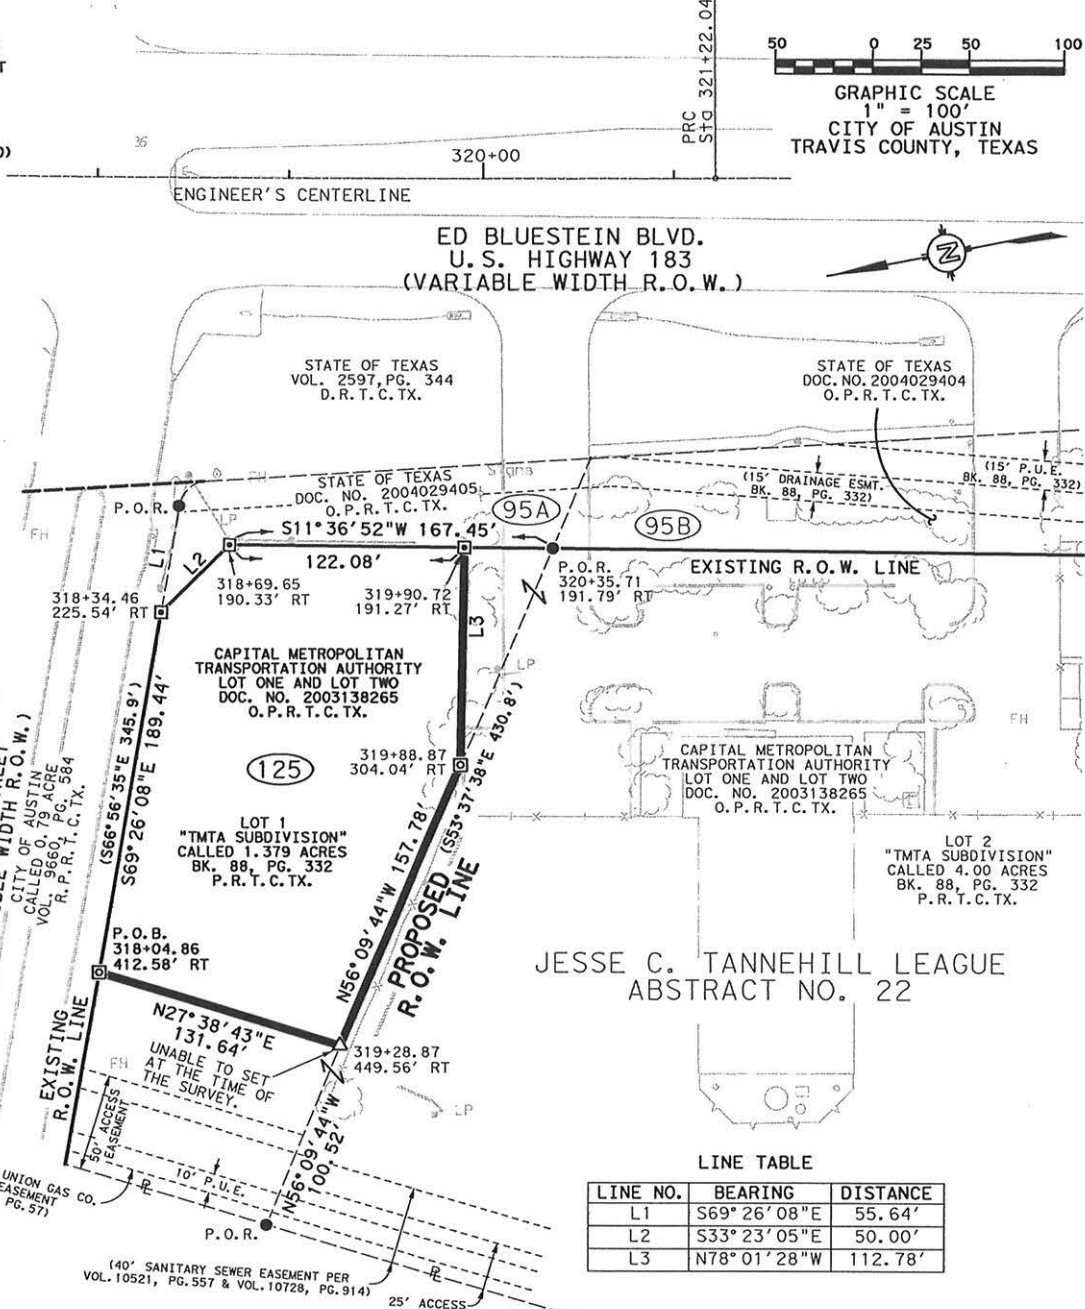 T
O)
36
PRC
Sta 321+22.04
50 0 25 50 100
GRAPHIC SCALE
1" = 100'
CITY OF AUSTIN
TRAVIS COUNTY, TEXAS
320+00
ENGINEER'S CENTERLINE
ED BLUESTEIN BLVD.
U.S. HIGHWAY 183
(VARIABLE WIDTH R.O.W.)
N
STATE OF TEXAS
VOL. 2597, PG. 344
D.R.T.C.TX.
STATE OF TEXAS
DOC. NO. 2004029404
O.P.R.T.C.TX.
FH
Signs
STATE OF TEXAS
DOC. NO. 2004029405
O.P.R.T.C.TX.
(15' DRAINAGE ESMT.
BK. 88, PG. 332)
(15' P.U.E.
BK. 88, PG. 332)
P.O.R.
LP
FH
95A
95B
S11°36'52"W 167.45'
122.08'
EXISTING R.O.W. LINE
L1
L2
L3
318+69.65
190.33' RT
319+90.72
191.27' RT
P.O.R.
320+35.71
191.79' RT
318+34.46
225.54' RT
CAPITAL METROPOLITAN
TRANSPORTATION AUTHORITY
LOT ONE AND LOT TWO
DOC. NO. 2003138265
O.P.R.T.C.TX.
LP
FH
125
319+88.87
304.04' RT
(S66°56'35"E 345.9')
S69°26'08"E 189.44'
(S53°37'38"E 430.8')
N56°09'44"W 157.78'
PROPOSED
R.O.W. LINE
CAPITAL METROPOLITAN
TRANSPORTATION AUTHORITY
LOT ONE AND LOT TWO
DOC. NO. 2003138265
O.P.R.T.C.TX.
LOT 1
"TMTA SUBDIVISION"
CALLED 1.379 ACRES
BK. 88, PG. 332
P.R.T.C.TX.
LOT 2
"TMTA SUBDIVISION"
CALLED 4.00 ACRES
BK. 88, PG. 332
P.R.T.C.TX.
WIDTH R.O.W.)
CITY OF AUSTIN
CALLED 0.79 ACRE
VOL. 9660, PG. 584
R.P.R.T.C.TX.
P.O.B.
318+04.86
412.58' RT
JESSE C. TANNEHILL LEAGUE
ABSTRACT NO. 22
N27°38'43"E
131.64'
UNABLE TO SET
AT THE TIME OF
THE SURVEY.
319+28.87
449.56' RT
EXISTING
R.O.W. LINE
FH
50' ACCESS
EASEMENT
LP
N56°09'44"W
100.52'
10' P.U.E.
UNION GAS CO.
EASEMENT
PG.57)
PL
P.O.R.
(40' SANITARY SEWER EASEMENT PER
VOL.10521, PG.557 & VOL.10728, PG.914)
PL
25' ACCESS
LINE TABLE
LINE NO. BEARING DISTANCE
L1 S69°26'08"E 55.64'
L2 S33°23'05"E 50.00'
L3 N78°01'28"W 112.78'